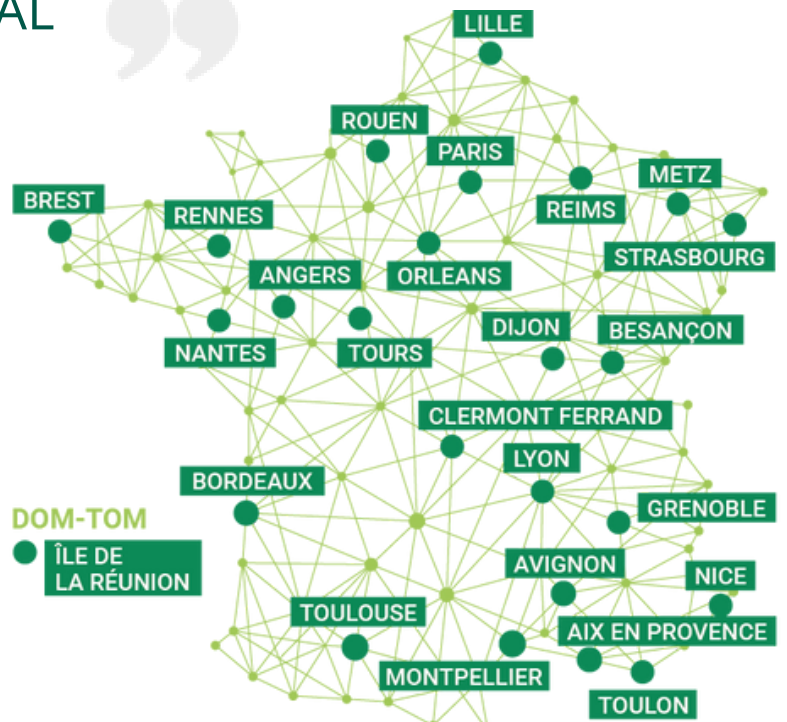 AL
”
LILLE
ROUEN
PARIS
METZ
BREST
RENNES
REIMS
STRASBOURG
ANGERS
ORLEANS
DIJON
BESANÇON
NANTES
TOURS
CLERMONT FERRAND
LYON
BORDEAUX
GRENOBLE
DOM-TOM
ÎLE DE
LA RÉUNION
AVIGNON
NICE
TOULOUSE
AIX EN PROVENCE
MONTPELLIER
TOULON